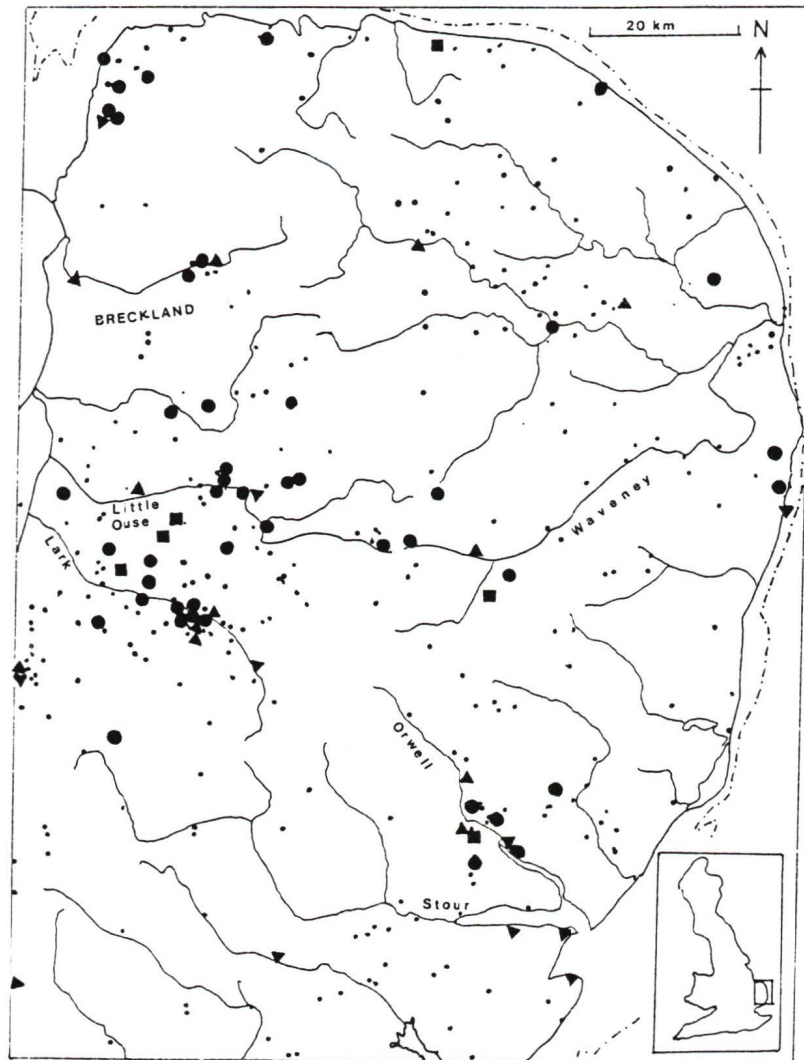 20 km
N
BRECKLAND
Little
Ouse
Lark
Waveney
Orwell
Stour